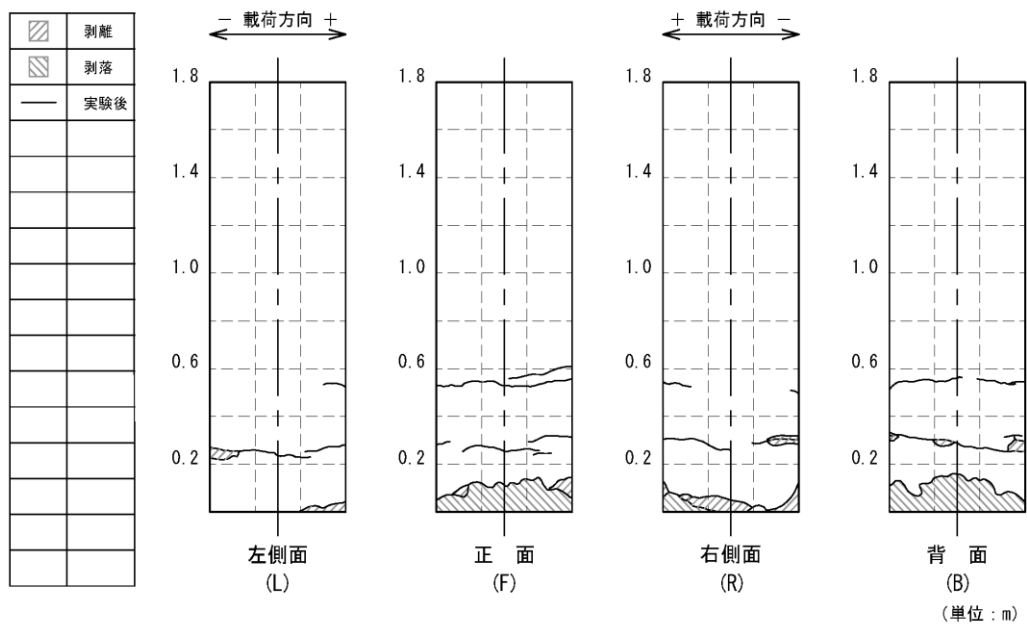 剥離
剥落
実験後
－ 載荷方向 ＋
＋ 載荷方向 －
1.8
1.4
1.0
0.6
0.2
左側面
(L)
1.8
1.4
1.0
0.6
0.2
正 面
(F)
1.8
1.4
1.0
0.6
0.2
右側面
(R)
1.8
1.4
1.0
0.6
0.2
背 面
(B)
(単位：m)